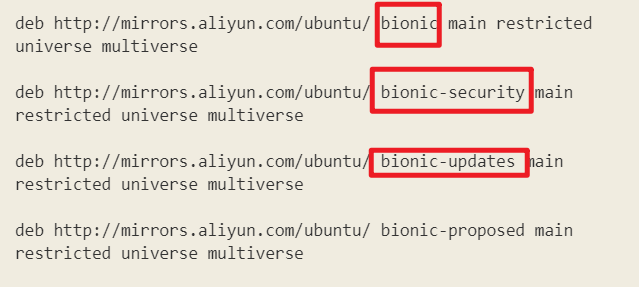 deb http://mirrors.aliyun.com/ubuntu/ bionic main restricted
universe multiverse
deb http://mirrors.aliyun.com/ubuntu/ bionic-security main
restricted universe multiverse
deb http://mirrors.aliyun.com/ubuntu/ bionic-updates main
restricted universe multiverse
deb http://mirrors.aliyun.com/ubuntu/ bionic-proposed main
restricted universe multiverse